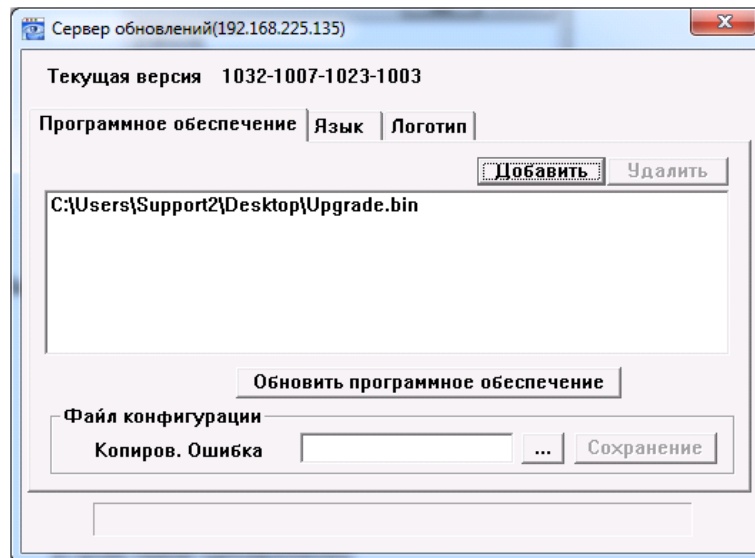 Сервер обновлений(192.168.225.135)
Текущая версия 1032-1007-1023-1003
Программное обеспечение Язык Логотип
Добавить Удалить
C:\Users\Support2\Desktop\Upgrade.bin
Обновить программное обеспечение
Файл конфигурации
Копиров. Ошибка ... Сохранение